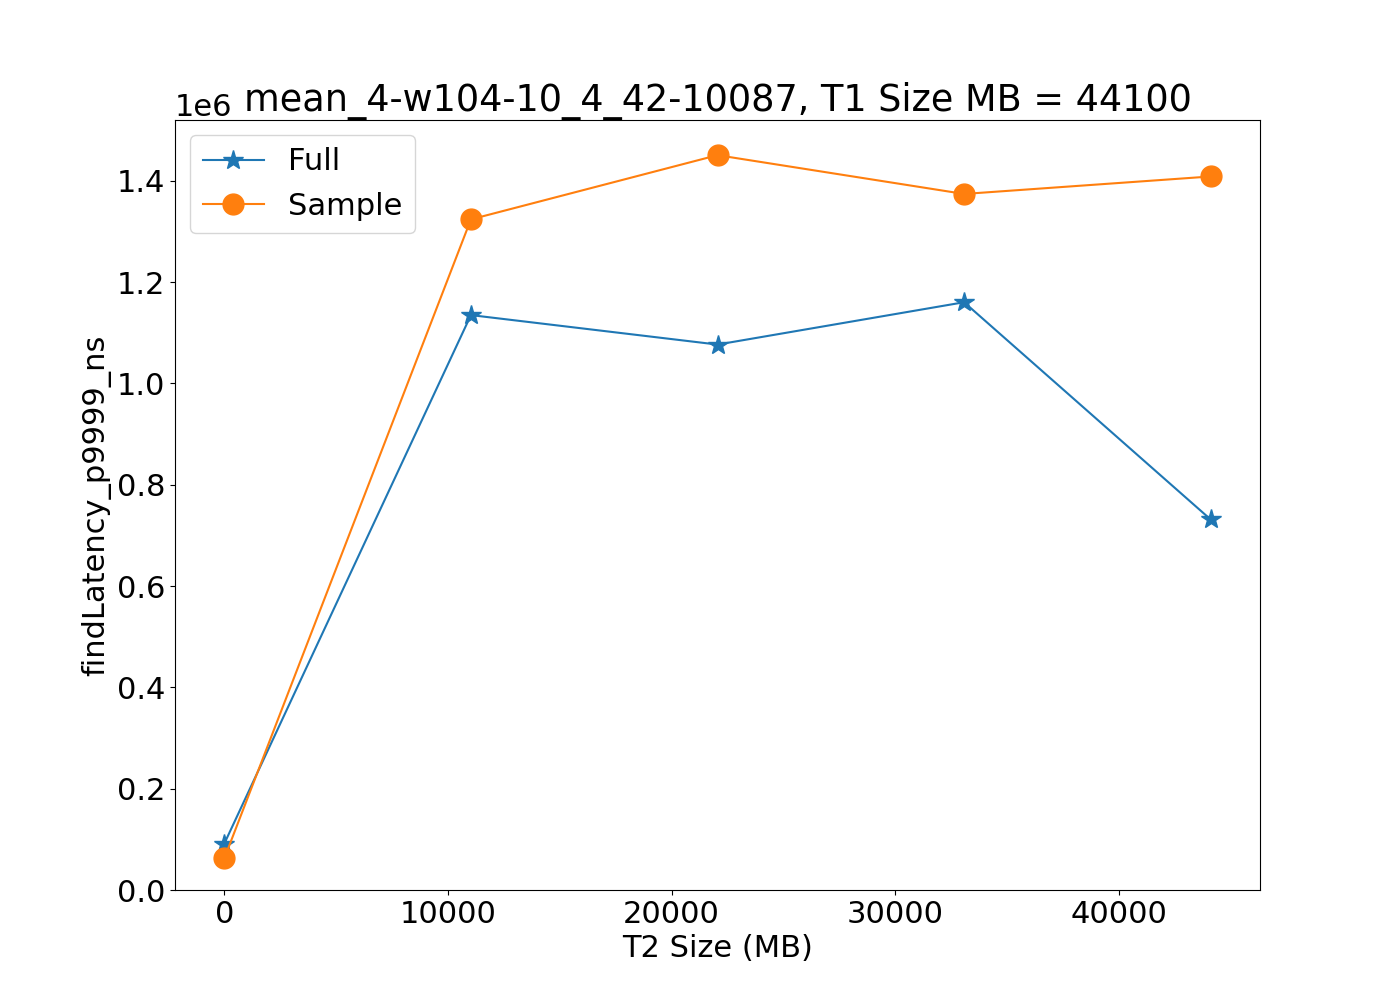 1e6 mean_4-w104-10_4_42-10087, T1 Size MB = 44100
Full
Sample
1.4
1.2
1.0
0.8
0.6
0.4
0.2
0.0
findLatency_p9999_ns
0 10000 20000 30000 40000
T2 Size (MB)